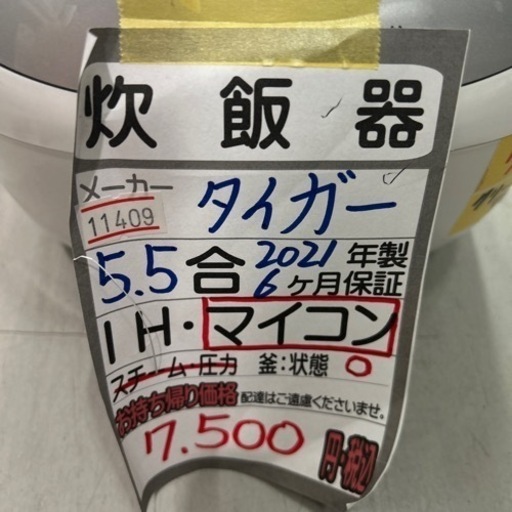 炊飯器
メーカー タイガー
11409
5.5合 2021年製
6ヶ月保証
IH・マイコン
スチーム・圧力 釜:状態 〇
お持ち帰り価格 配達はご遠慮くださいませ。
7.500 円・税込